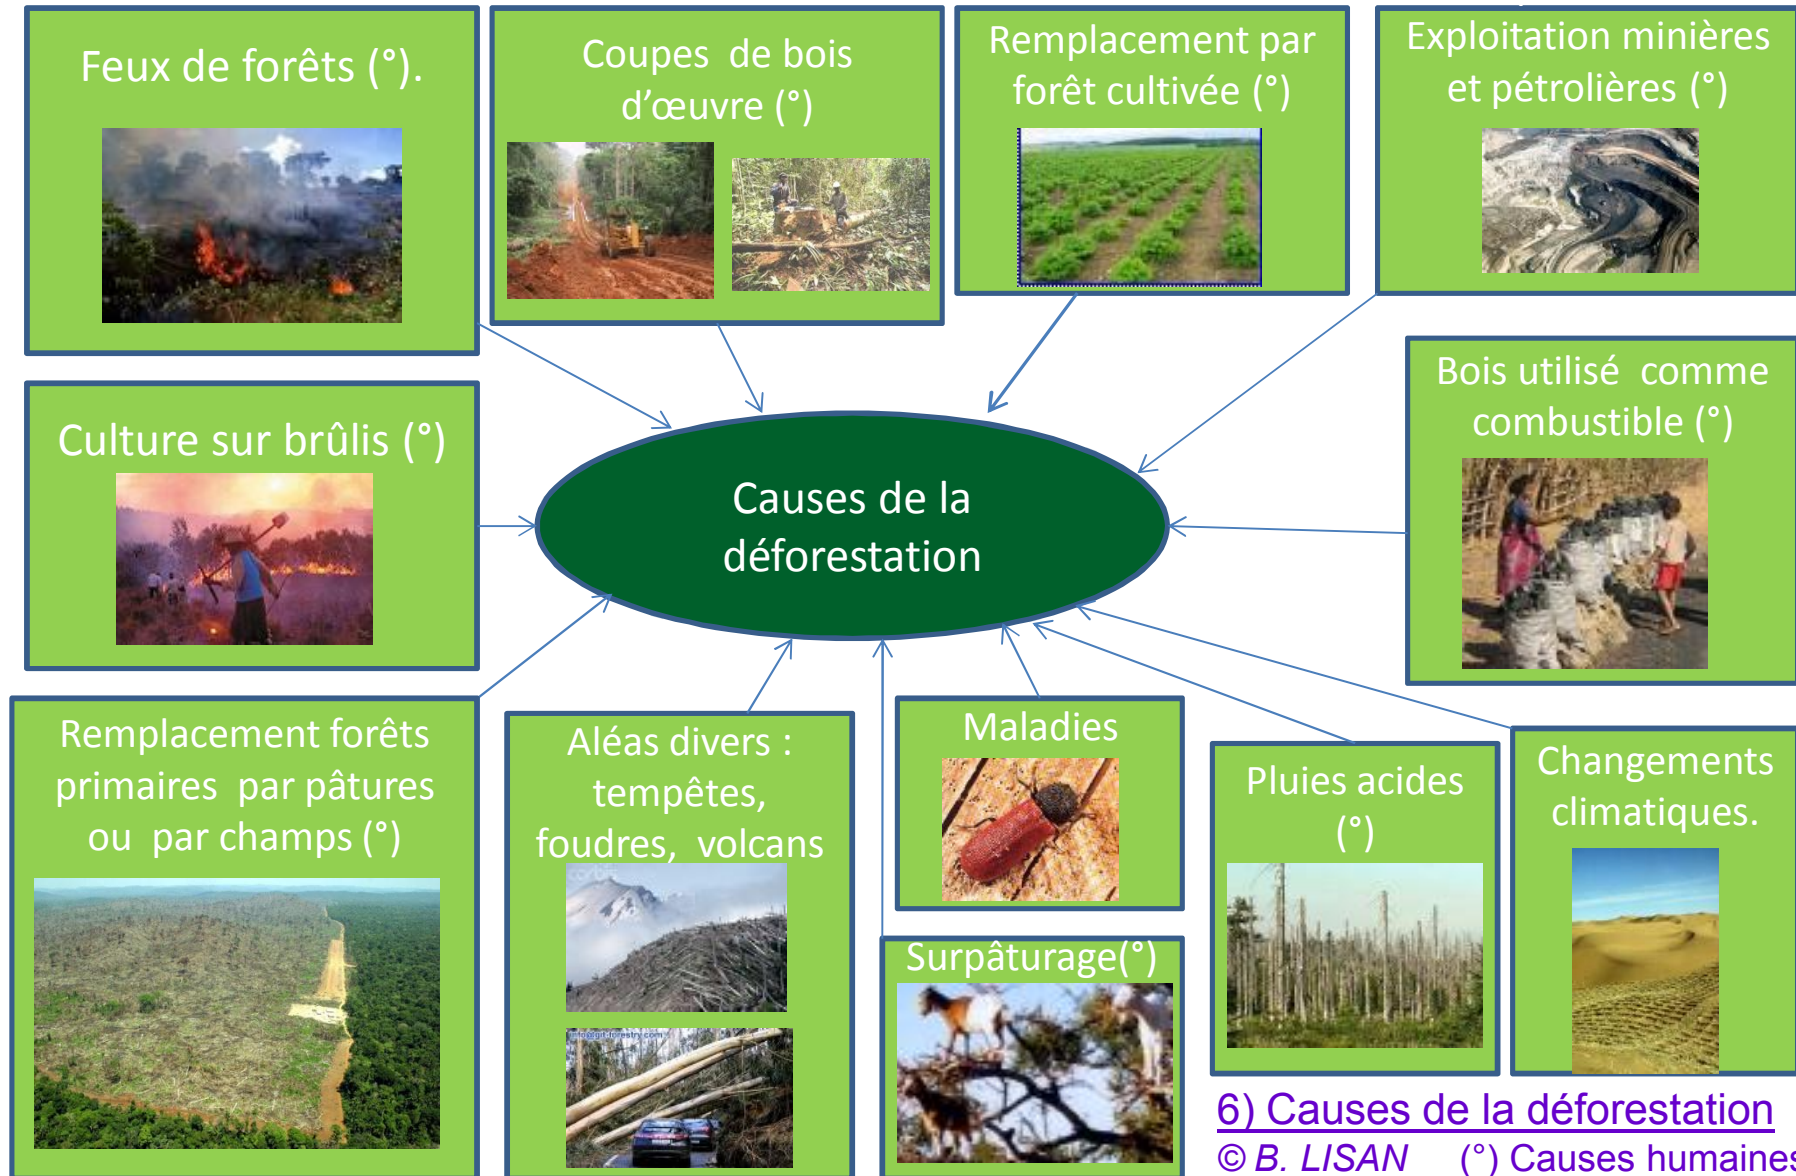 Feux de forêts (°).
Coupes de bois
d'œuvre (°)
Remplacement par
forêt cultivée (°)
Exploitation minières
et pétrolières (°)
Culture sur brûlis (°)
Causes de la
déforestation
Bois utilisé comme
combustible (°)
Remplacement forêts
primaires par pâtures
ou par champs (°)
Aléas divers :
tempêtes,
foudres, volcans
Maladies
Surpâturage(°)
Pluies acides
(°)
Changements
climatiques.
6) Causes de la déforestation
© B. LISAN (°) Causes humaines